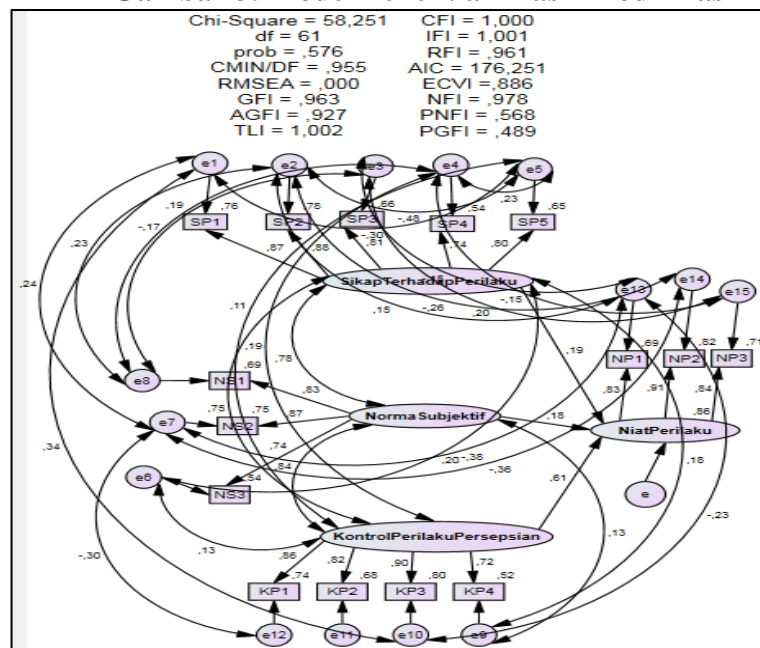 Chi-Square = 58,251 CFI = 1,000
df = 61 IFI = 1,001
prob = ,576 RFI = ,961
CMIN/DF = ,955 AIC = 176,251
RMSEA = ,000 ECVI = ,886
GFI = ,963 NFI = ,978
AGFI = ,927 PNFI = ,568
TLI = 1,002 PGFI = ,489
e1 e2 e3 e4 e5
,19 ,76 ,78 ,66 ,54 ,23 ,65
SP1 SP2 SP3 SP4 SP5
,23 -,17 -,48
,87 ,88 -,30 ,81 ,74 ,80
,24
SikapTerhadapPerilaku
e13 e14 e15
,11 ,15 -,26 ,20 -,15
,19 ,78 ,19 ,69 ,82 ,71
,69
NP1 NP2 NP3
e8 NS1
,83 ,83 ,91 ,84
,75 ,75 ,87 NormaSubjektif ,18 ,86
e7 NS2
NiatPerilaku
,34 ,74
,84 ,20 -,38 -,36 ,61 ,18
e6 ,54
NS3 e
,13 KontrolPerilakuPersepsian ,13 -,23
-,30 ,86 ,82 ,90 ,72
,74 ,68 ,80 ,52
KP1 KP2 KP3 KP4
e12 e11 e10 e9